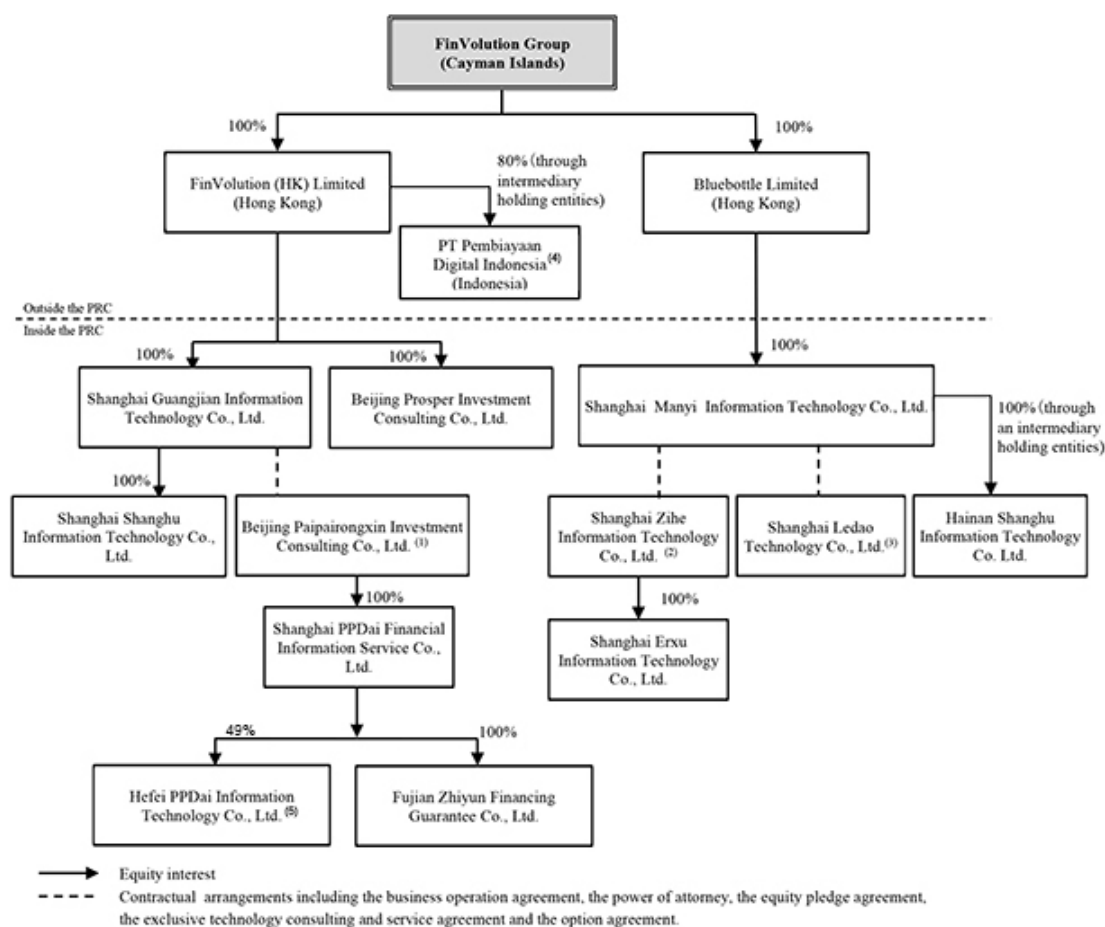 FinVolution Group
(Cayman Islands)
100%
100%
FinVolution (HK) Limited
(Hong Kong)
80%(through
intermediary
holding entities)
Bluebottle Limited
(Hong Kong)
PT Pembiayaan
Digital Indonesia(4)
(Indonesia)
Outside the PRC
Inside the PRC
100%
100%
100%
Shanghai Guangjian Information
Technology Co., Ltd.
Beijing Prosper Investment
Consulting Co., Ltd.
Shanghai Manyi Information Technology Co., Ltd.
100%(through
an intermediary
holding entities)
100%
Shanghai Shanghu
Information Technology Co.,
Ltd.
Beijing Paipairongxin Investment
Consulting Co., Ltd. (1)
Shanghai Zihe
Information Technology
Co., Ltd. (2)
Shanghai Ledao
Technology Co., Ltd.(3)
Hainan Shanghu
Information Technology
Co. Ltd.
100%
100%
Shanghai PPDai Financial
Information Service Co.,
Ltd.
Shanghai Erxu
Information Technology
Co., Ltd.
49%
100%
Hefei PPDai Information
Technology Co., Ltd. (5)
Fujian Zhiyun Financing
Guarantee Co., Ltd.
Equity interest
Contractual arrangements including the business operation agreement, the power of attorney, the equity pledge agreement,
the exclusive technology consulting and service agreement and the option agreement.